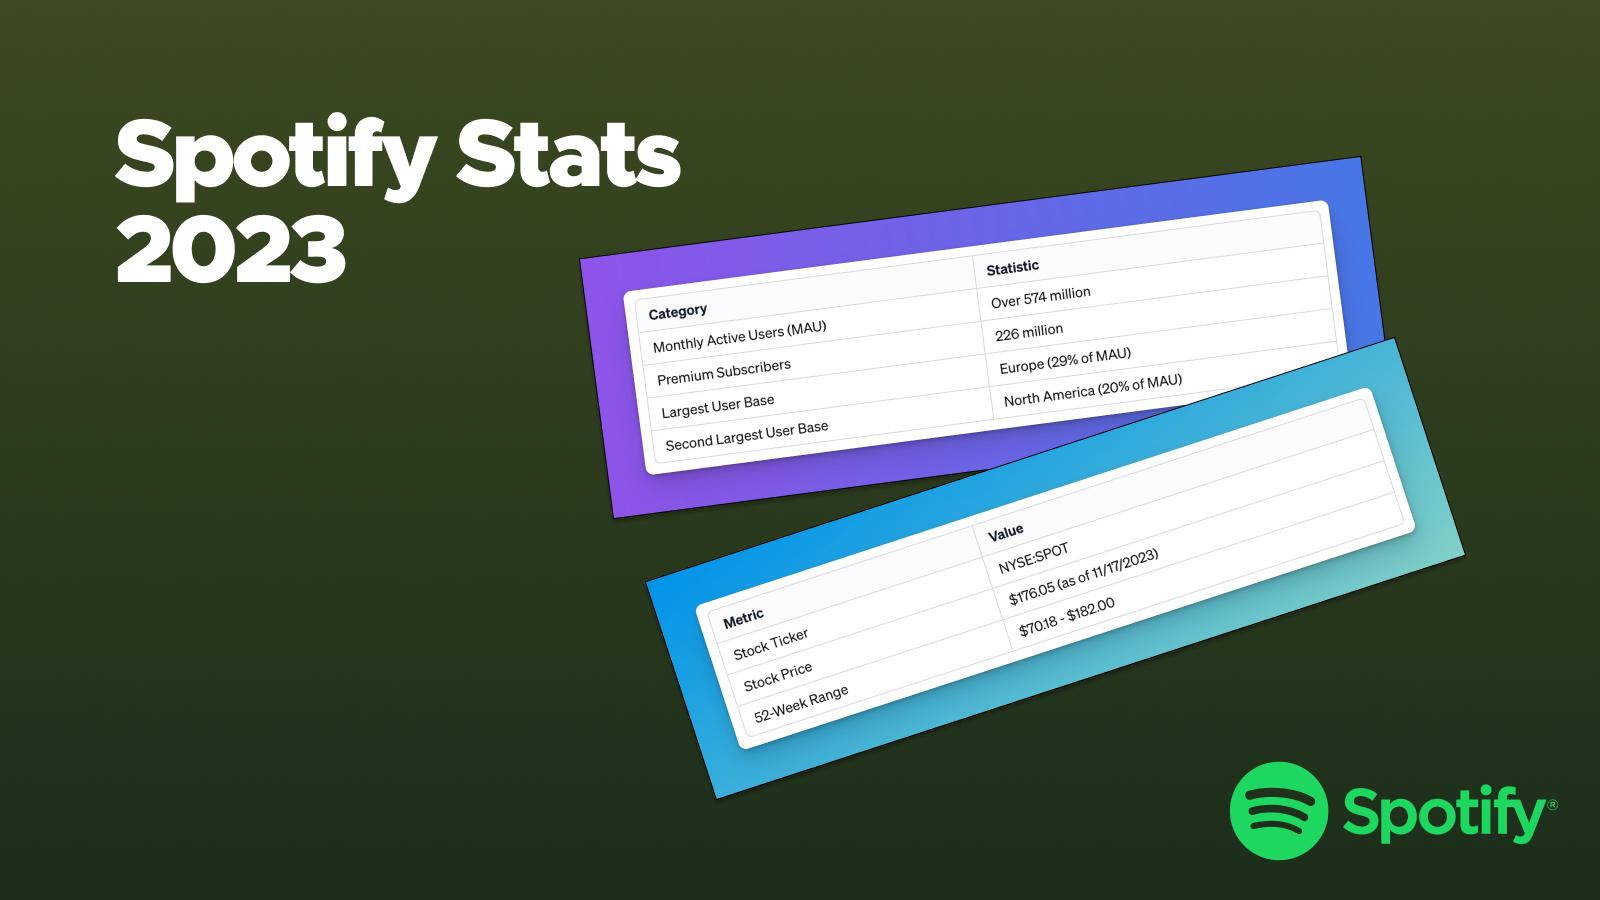 Spotify Stats
2023
Category Statistic
Monthly Active Users (MAU) Over 574 million
Premium Subscribers 226 million
Largest User Base Europe (29% of MAU)
Second Largest User Base North America (20% of MAU)
Metric Value
Stock Ticker NYSE:SPOT
Stock Price $176.05 (as of 11/17/2023)
52-Week Range $70.18 - $182.00
Spotify®